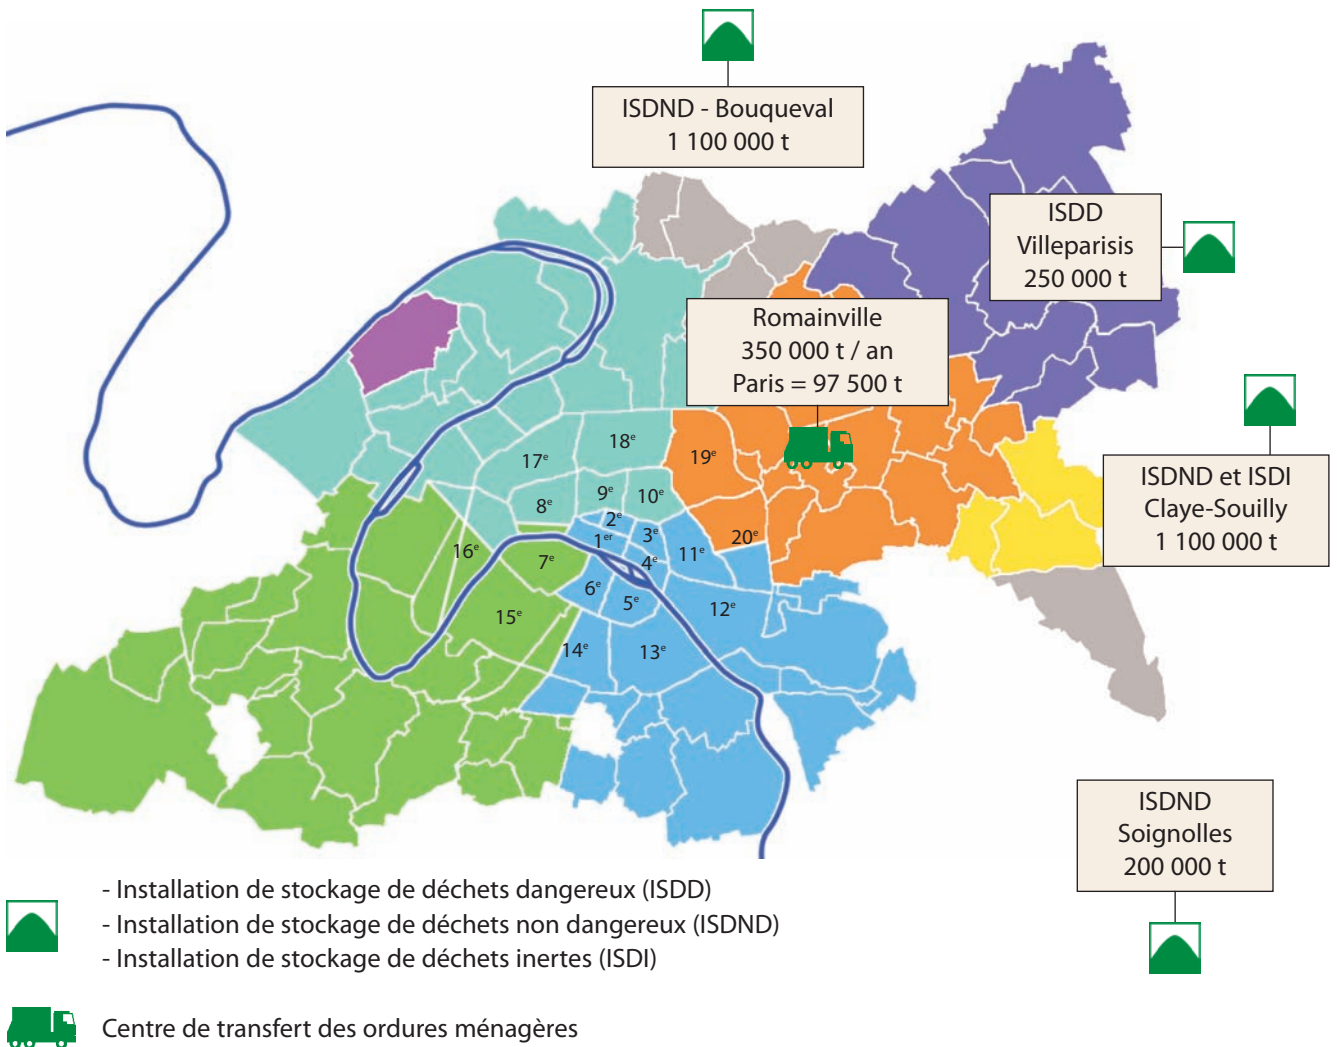 ISDND - Bouqueval
1 100 000 t
ISDD
Villeparisis
250 000 t
Romainville
350 000 t / an
Paris = 97 500 t
ISDND et ISDI
Claye-Souilly
1 100 000 t
18e
17e
19e
9e
10e
8e
2e
1er
3e
20e
16e
11e
7e
4e
6e
5e
12e
15e
14e
13e
ISDND
Soignolles
200 000 t
- Installation de stockage de déchets dangereux (ISDD)
- Installation de stockage de déchets non dangereux (ISDND)
- Installation de stockage de déchets inertes (ISDI)
Centre de transfert des ordures ménagères